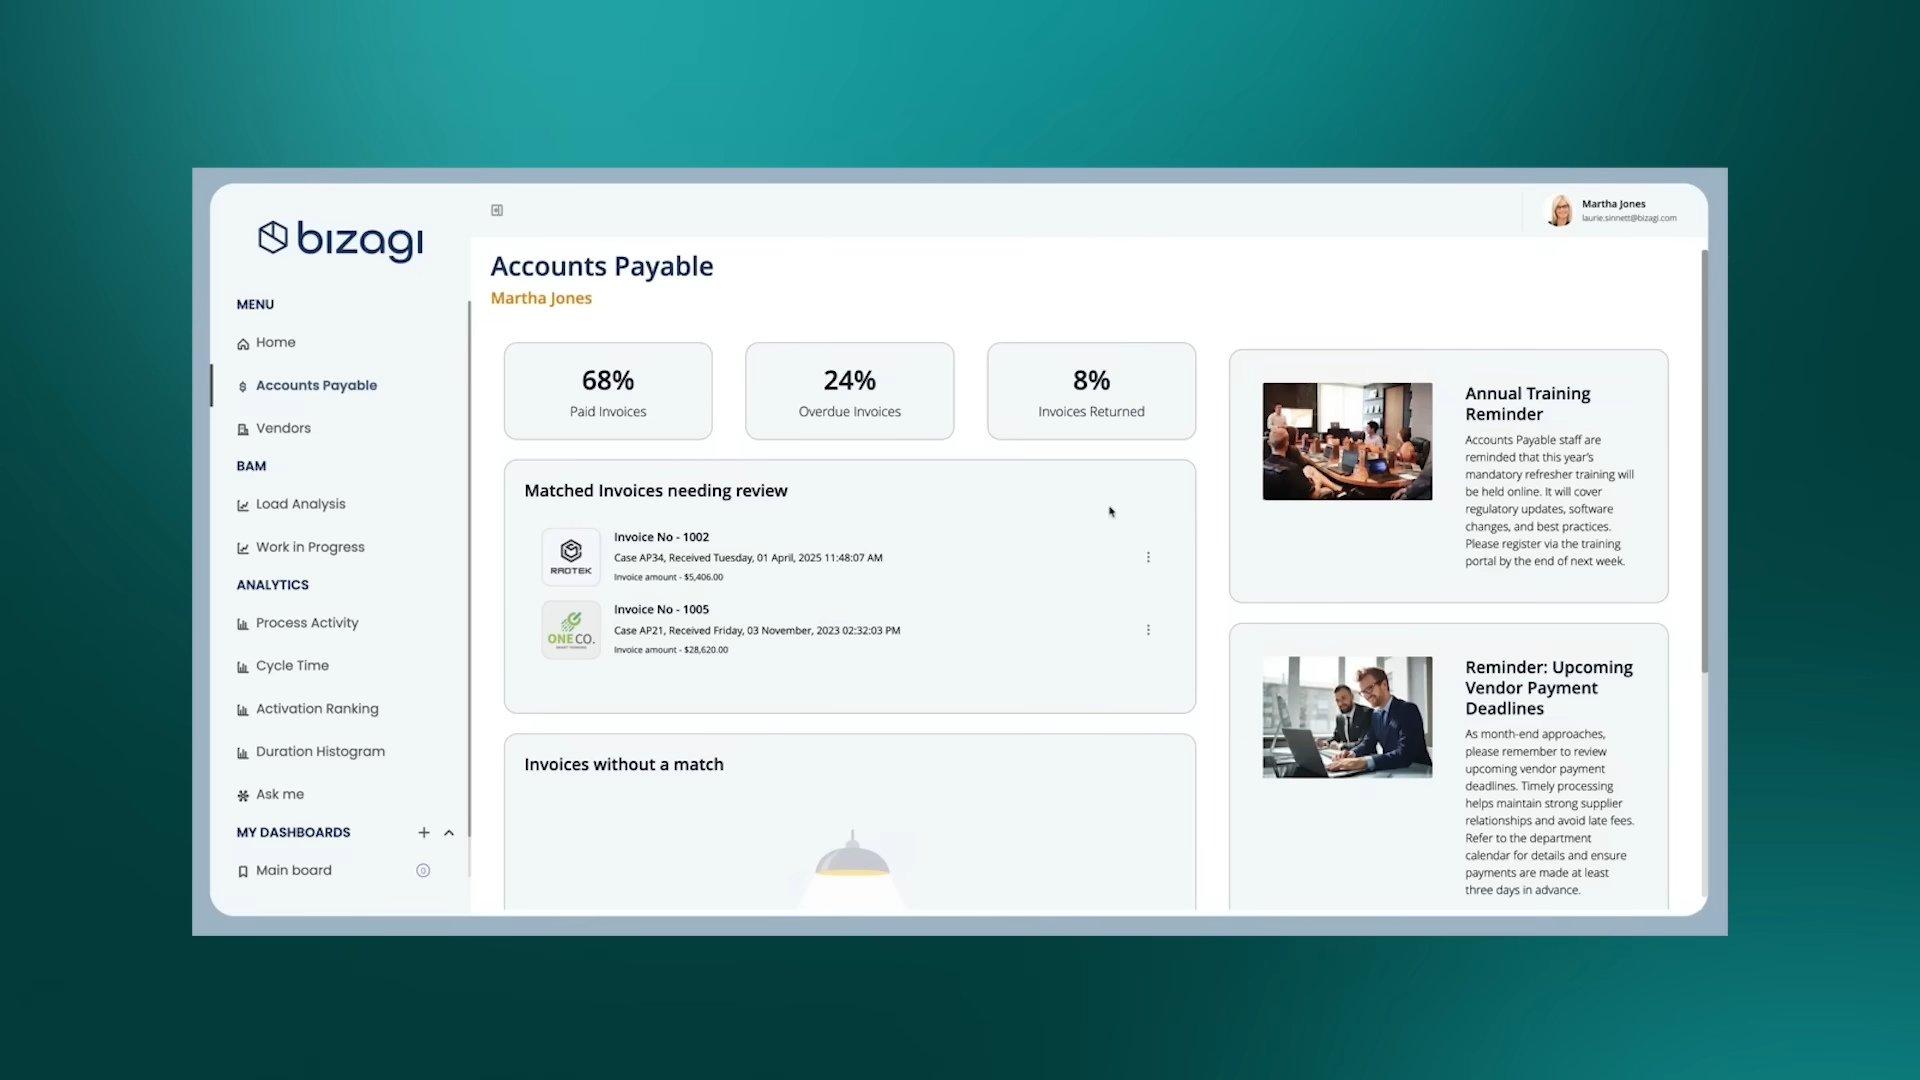 bizagi
MENU
Home
Accounts Payable
Vendors
BAM
Load Analysis
Work in Progress
ANALYTICS
Process Activity
Cycle Time
Activation Ranking
Duration Histogram
Ask me
MY DASHBOARDS
Main board
0
Martha Jones
laurie.sinnett@bizagi.com
Accounts Payable
Martha Jones
68%
Paid Invoices
24%
Overdue Invoices
8%
Invoices Returned
Matched Invoices needing review
RADTEK
Invoice No - 1002
Case AP34, Received Tuesday, 01 April, 2025 11:48:07 AM
Invoice amount - $5,406.00
ONE CO.
Invoice No - 1005
Case AP21, Received Friday, 03 November, 2023 02:32:03 PM
Invoice amount - $28,620.00
Invoices without a match
Annual Training
Reminder
Accounts Payable staff are
reminded that this year's
mandatory refresher training will
be held online. It will cover
regulatory updates, software
changes, and best practices.
Please register via the training
portal by the end of next week.
Reminder: Upcoming
Vendor Payment
Deadlines
As month-end approaches,
please remember to review
upcoming vendor payment
deadlines. Timely processing
helps maintain strong supplier
relationships and avoid late fees.
Refer to the department
calendar for details and ensure
payments are made at least
three days in advance.